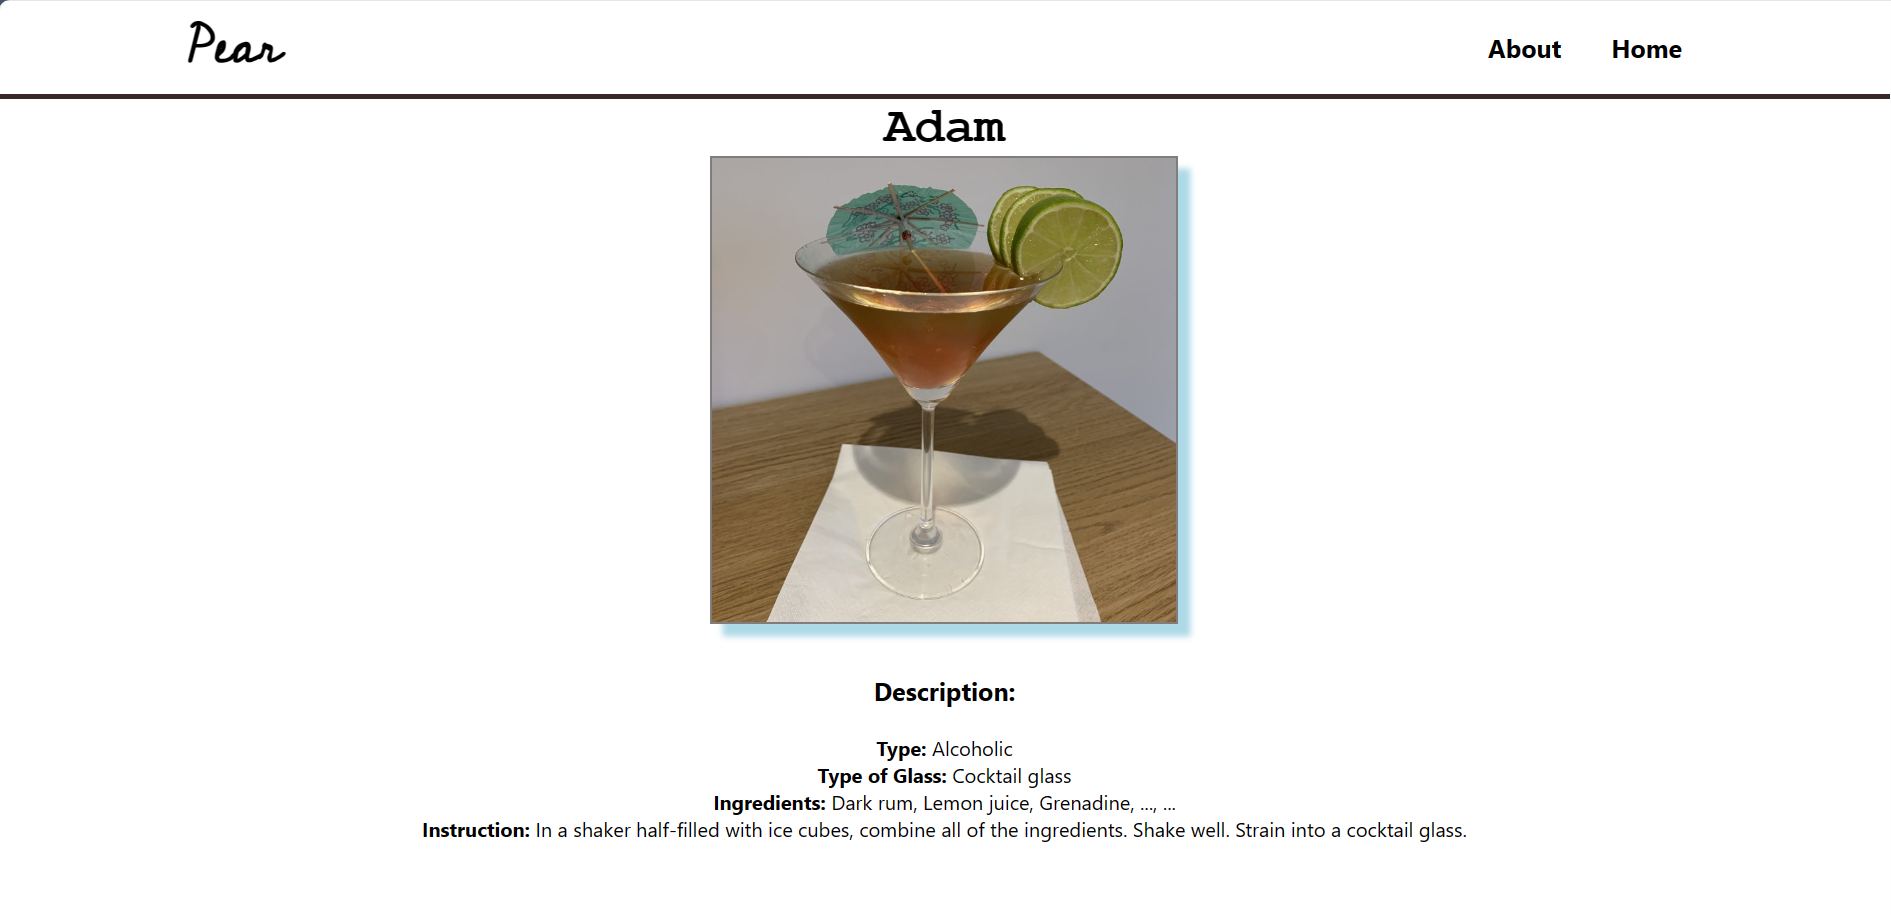 Pear
About Home
Adam
Description:
Type: Alcoholic
Type of Glass: Cocktail glass
Ingredients: Dark rum, Lemon juice, Grenadine, ..., ...
Instruction: In a shaker half-filled with ice cubes, combine all of the ingredients. Shake well. Strain into a cocktail glass.